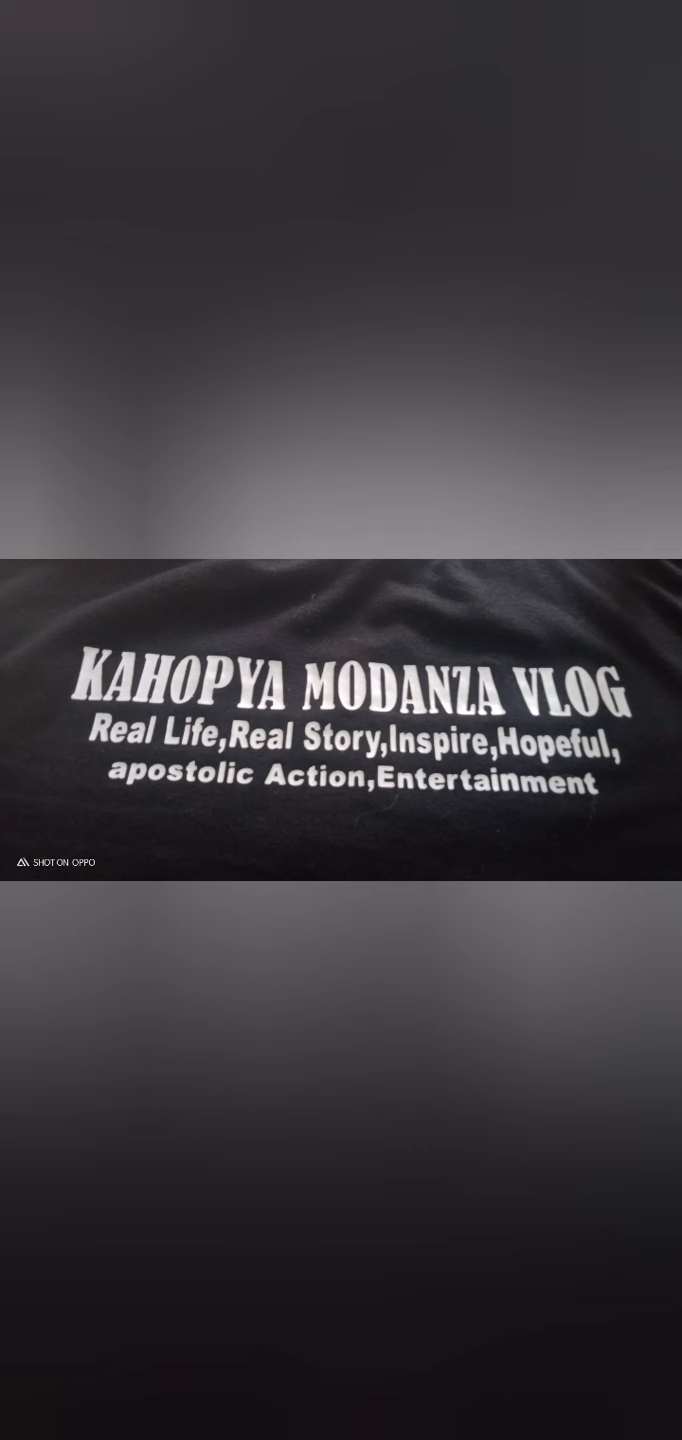 KAHOPYA MODANZA VLOG
Real Life,Real Story,Inspire,Hopeful,
apostolic Action,Entertainment
SHOT ON OPPO